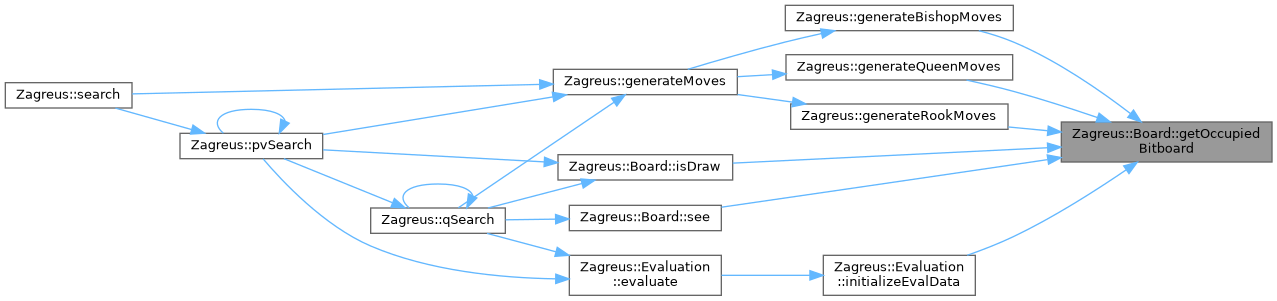 Zagreus::search
Zagreus::pvSearch
Zagreus::qSearch
Zagreus::generateMoves
Zagreus::Board::isDraw
Zagreus::Board::see
Zagreus::Evaluation
::evaluate
Zagreus::generateBishopMoves
Zagreus::generateQueenMoves
Zagreus::generateRookMoves
Zagreus::Evaluation
::initializeEvalData
Zagreus::Board::getOccupied
Bitboard